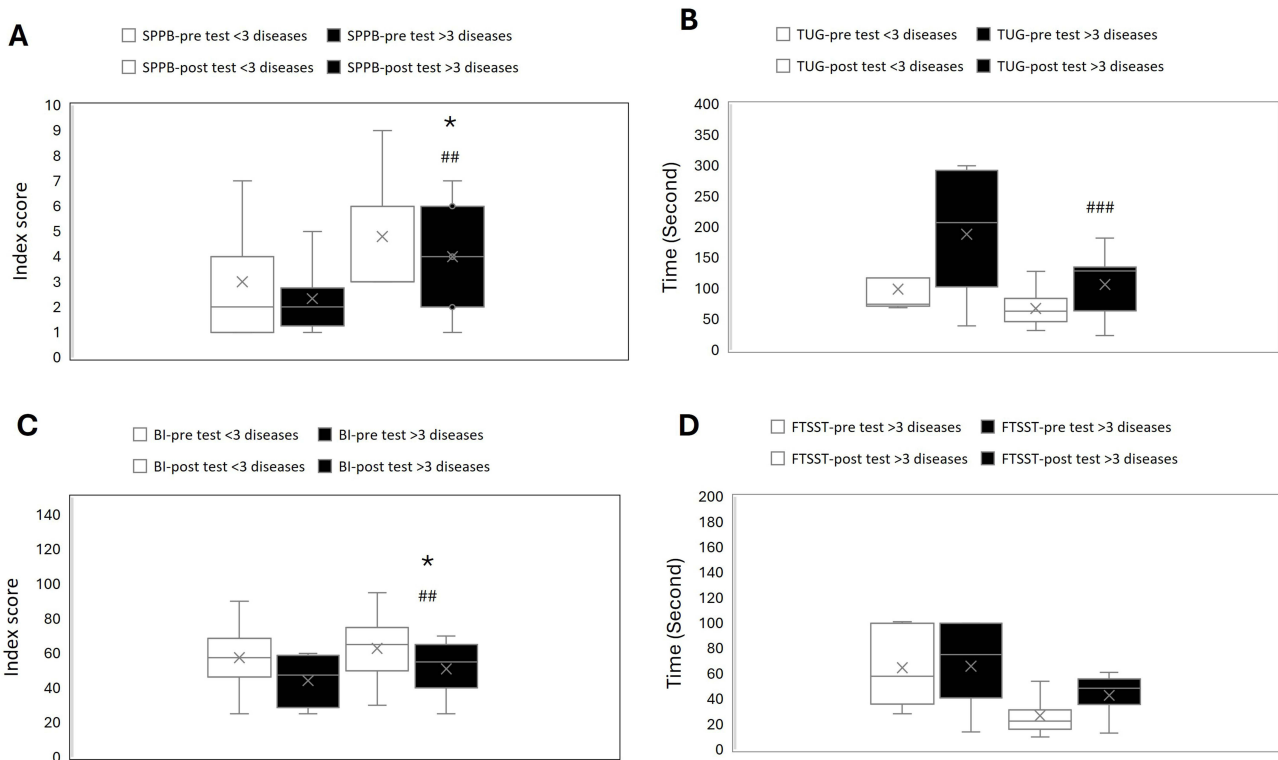 A
SPPB-pre test <3 diseases SPPB-pre test >3 diseases
SPPB-post test <3 diseases SPPB-post test >3 diseases
Index score
10
9
8
7
6
5
4
3
2
1
0
*
##
B
TUG-pre test <3 diseases TUG-pre test >3 diseases
TUG-post test <3 diseases TUG-post test >3 diseases
Time (Second)
400
350
300
250
200
150
100
50
0
###
C
BI-pre test <3 diseases BI-pre test >3 diseases
BI-post test <3 diseases BI-post test >3 diseases
Index score
140
120
100
80
60
40
20
0
*
##
D
FTSST-pre test >3 diseases FTSST-pre test >3 diseases
FTSST-post test >3 diseases FTSST-post test >3 diseases
Time (Second)
200
180
160
140
120
100
80
60
40
20
0